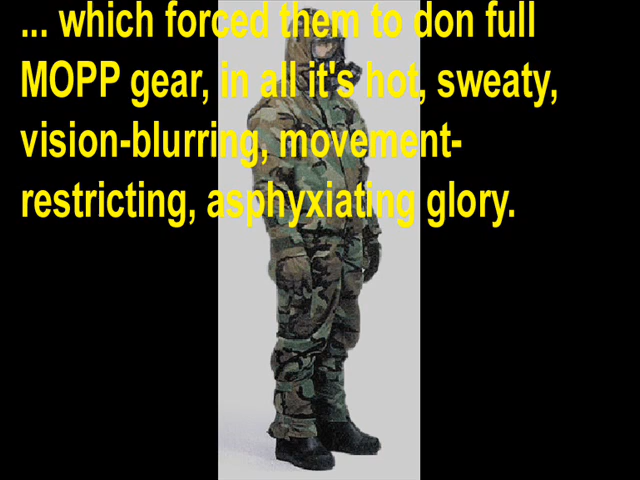 ... which forced them to don full
MOPP gear, in all it's hot, sweaty,
vision-blurring, movement-
restricting, asphyxiating glory.